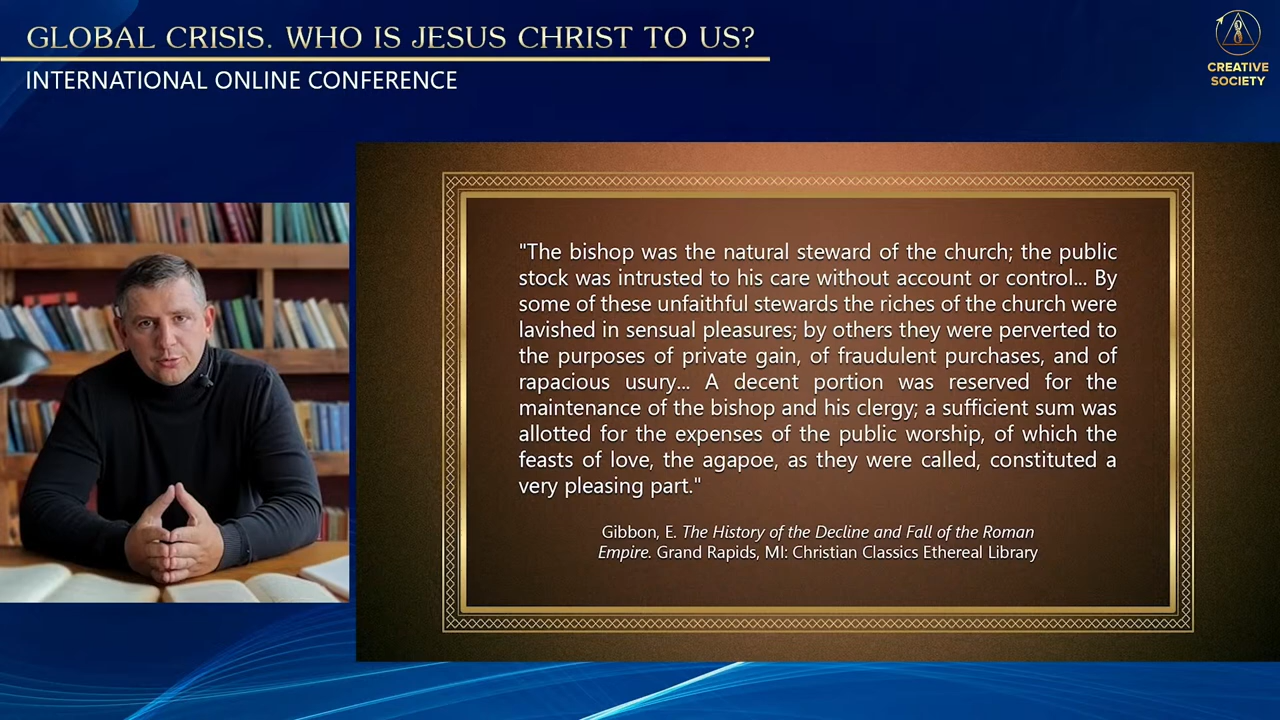 GLOBAL CRISIS. WHO IS JESUS CHRIST TO US?
INTERNATIONAL ONLINE CONFERENCE
CREATIVE
SOCIETY
"The bishop was the natural steward of the church; the public
stock was intrusted to his care without account or control... By
some of these unfaithful stewards the riches of the church were
lavished in sensual pleasures; by others they were perverted to
the purposes of private gain, of fraudulent purchases, and of
rapacious usury... A decent portion was reserved for the
maintenance of the bishop and his clergy; a sufficient sum was
allotted for the expenses of the public worship, of which the
feasts of love, the agapoe, as they were called, constituted a
very pleasing part."
Gibbon, E. The History of the Decline and Fall of the Roman
Empire. Grand Rapids, MI: Christian Classics Ethereal Library